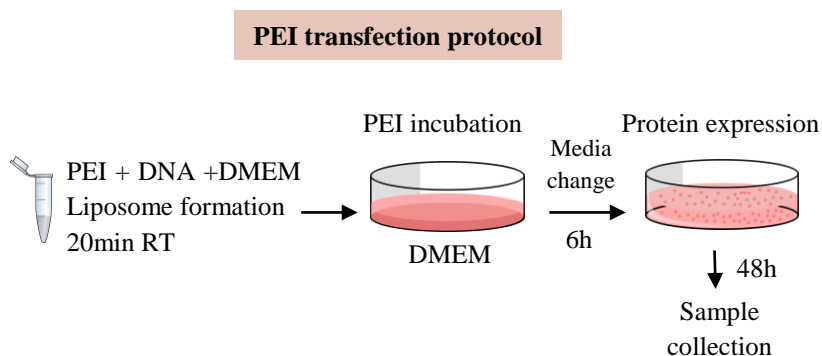 PEI transfection protocol
PEI + DNA +DMEM
Liposome formation
20min RT
PEI incubation
DMEM
Media
change
6h
Protein expression
48h
Sample
collection